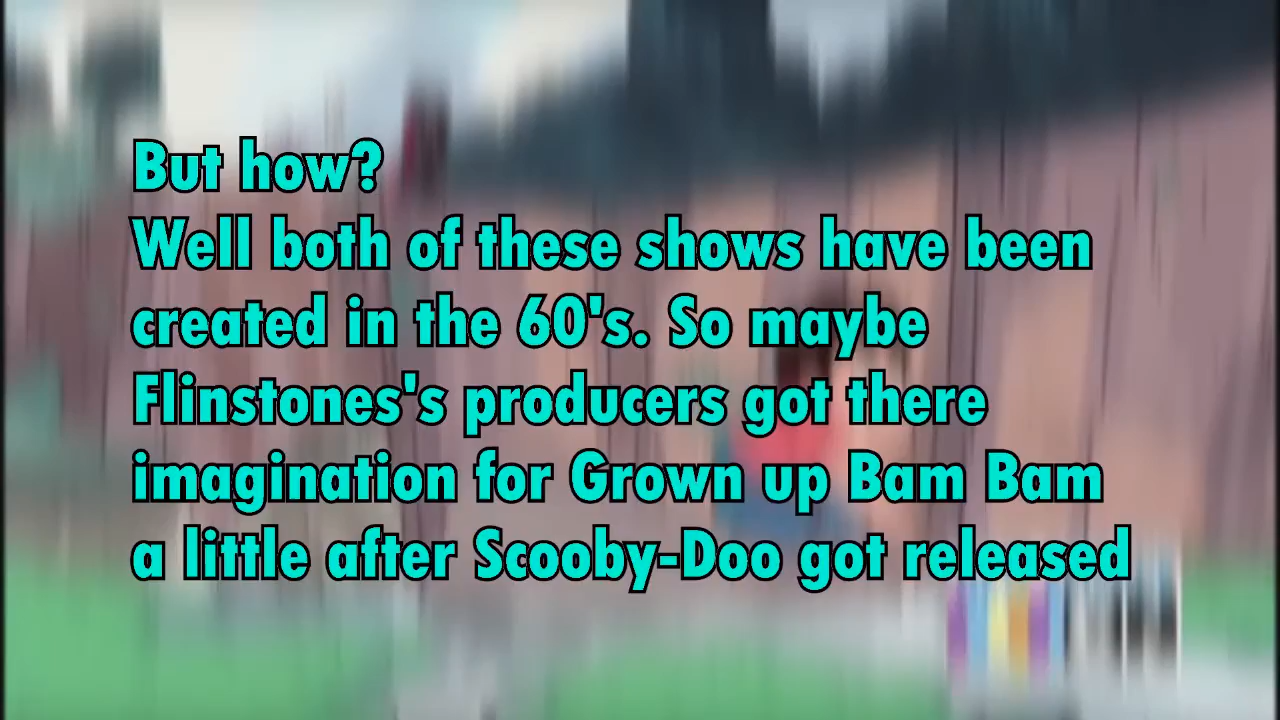 But how?
Well both of these shows have been
created in the 60's. So maybe
Flinstones's producers got there
imagination for Grown up Bam Bam
a little after Scooby-Doo got released